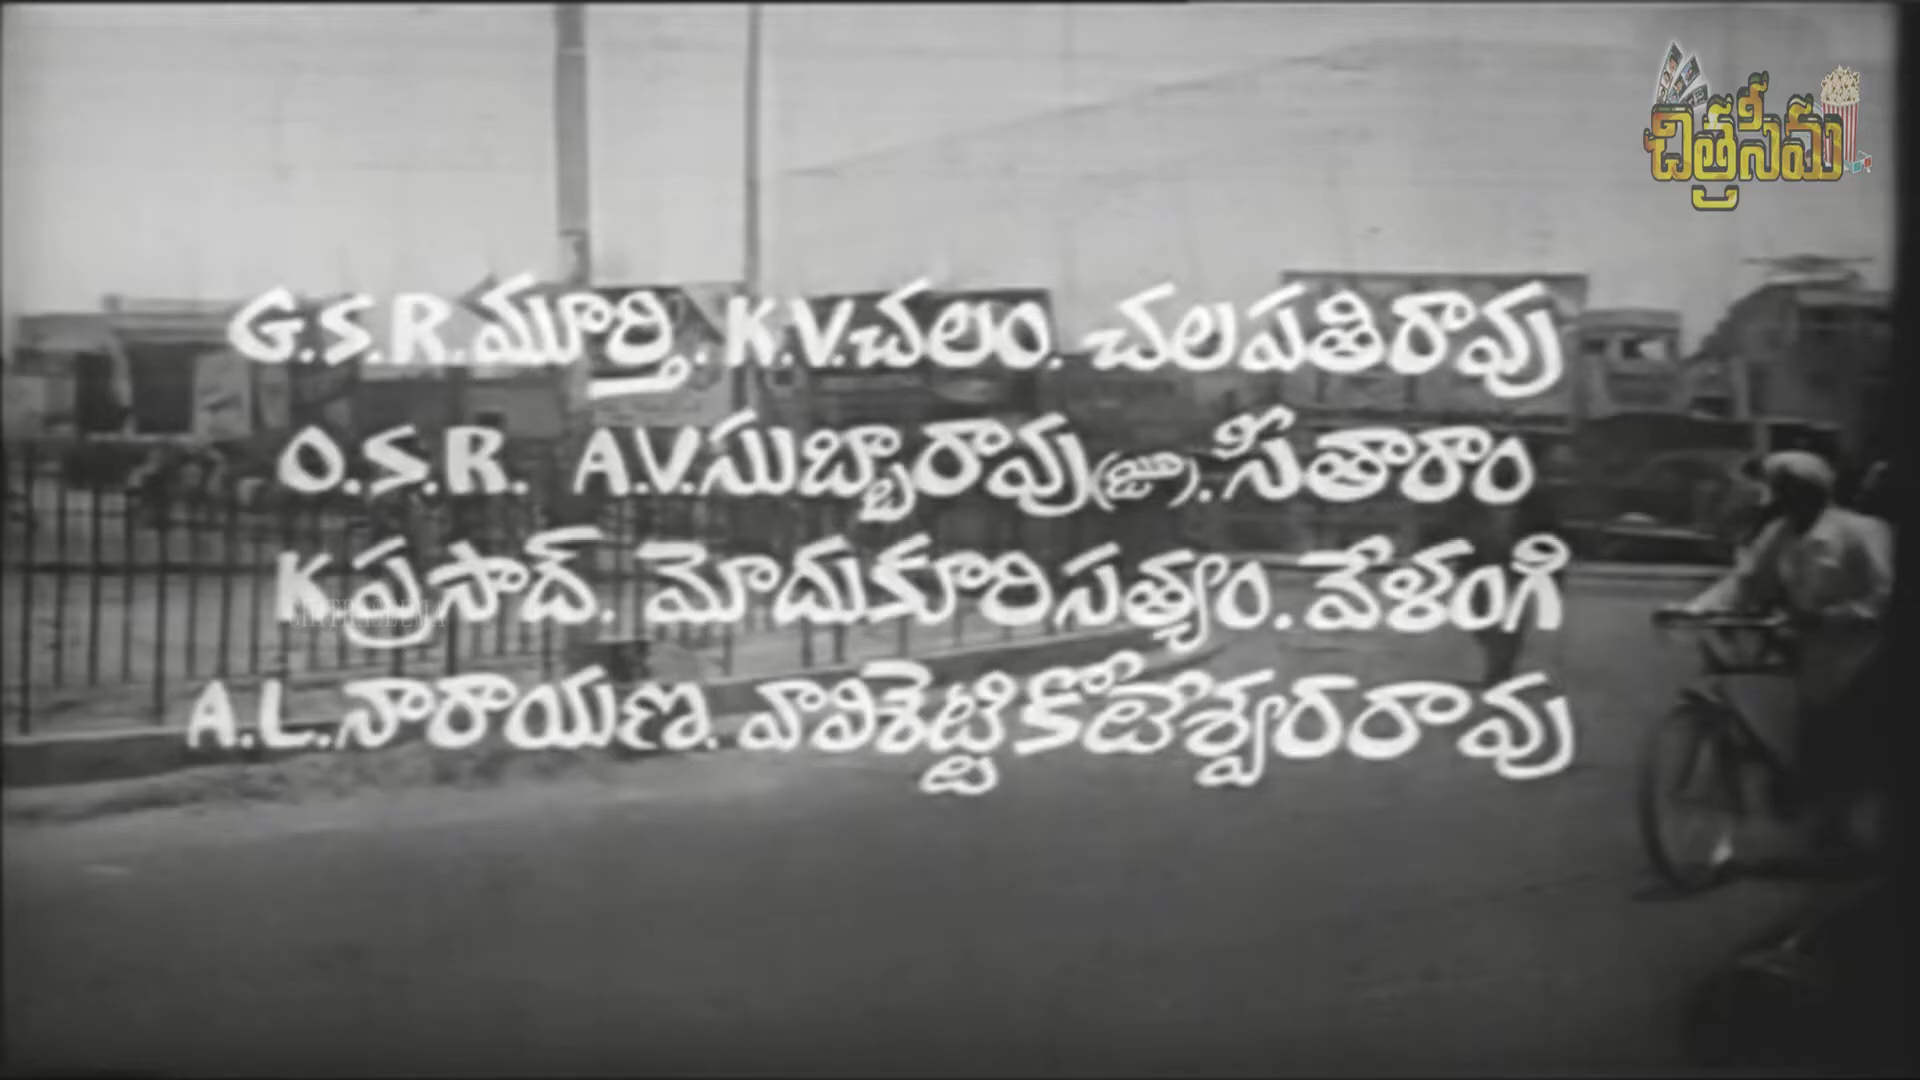 చిత్రసీమ
G.S.R.మూర్తి. K.V.చలం. చలపతిరావు
O.S.R. A.V.సుబ్బారావు(జూ). సీతారాం
K ప్రసాద్. మోదుకూరి సత్యం. వేళంగి
A.L.నారాయణ. వాలిశెట్టి కోటేశ్వరరావు